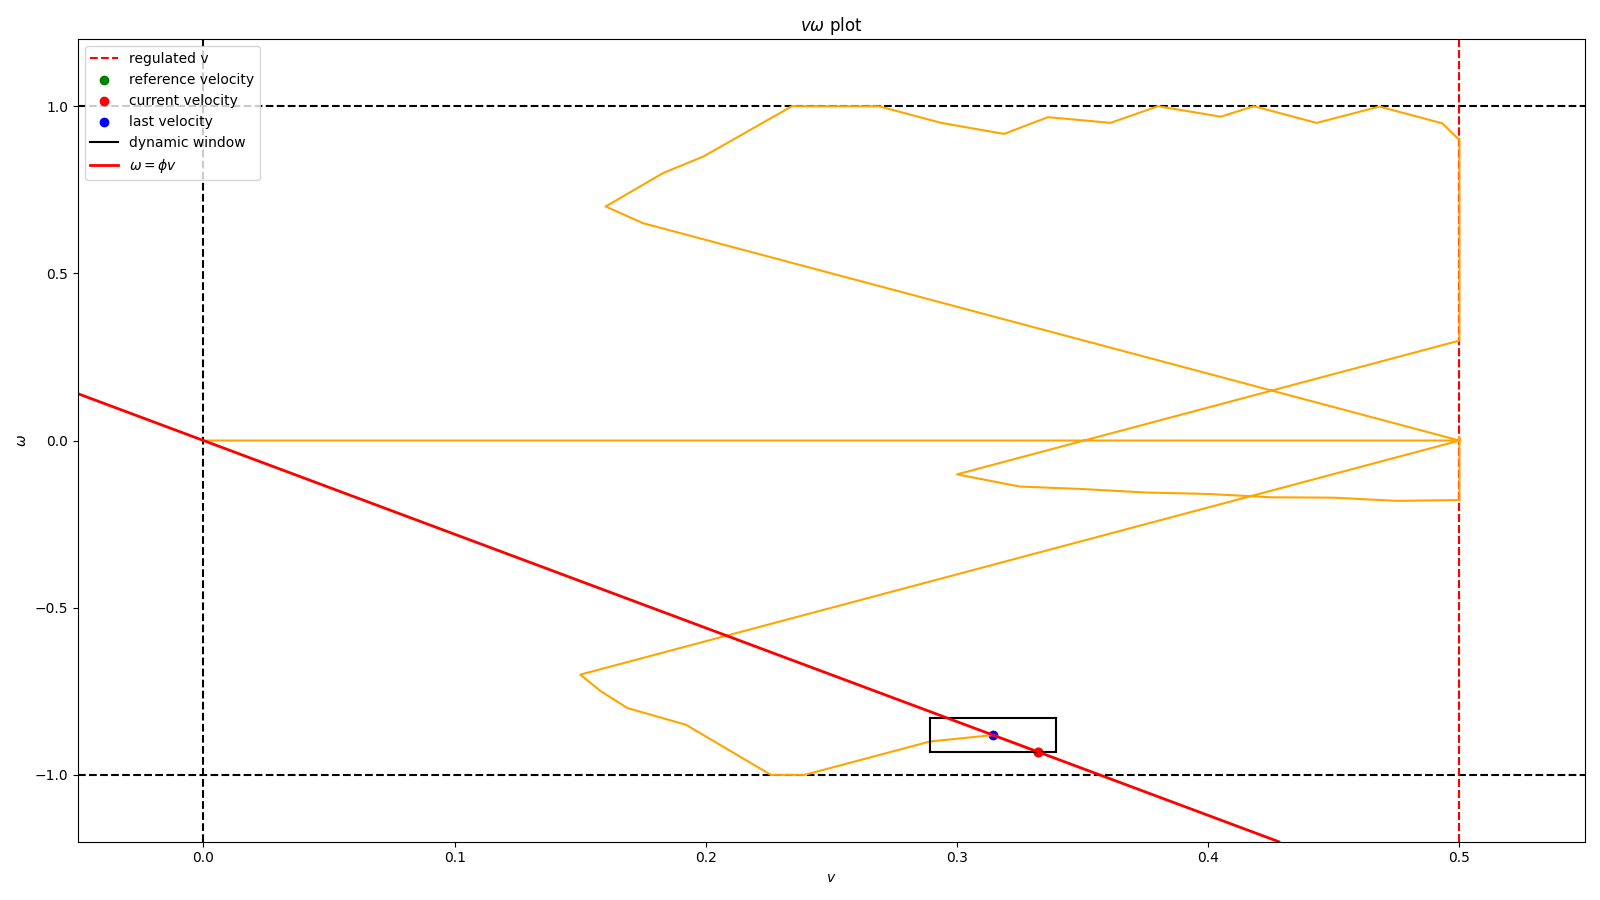 vω plot
regulated v
reference velocity
current velocity
last velocity
dynamic window
ω = ϕv
1.0
0.5
0.0
−0.5
−1.0
ω
0.0 0.1 0.2 0.3 0.4 0.5
v